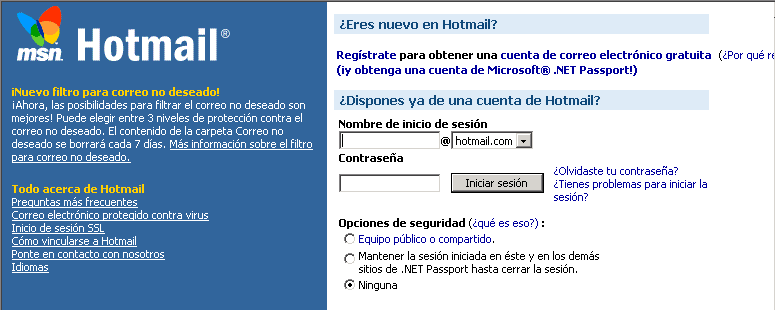 msn Hotmail®
¡Nuevo filtro para correo no deseado!
¡Ahora, las posibilidades para filtrar el correo no deseado son
mejores! Puede elegir entre 3 niveles de protección contra el
correo no deseado. El contenido de la carpeta Correo no
deseado se borrará cada 7 días. Más información sobre el filtro
para correo no deseado.
Todo acerca de Hotmail
Preguntas más frecuentes
Correo electrónico protegido contra virus
Inicio de sesión SSL
Cómo vincularse a Hotmail
Ponte en contacto con nosotros
Idiomas
¿Eres nuevo en Hotmail?
Regístrate para obtener una cuenta de correo electrónico gratuita (¿Por qué re
(¡y obtenga una cuenta de Microsoft® .NET Passport!)
¿Dispones ya de una cuenta de Hotmail?
Nombre de inicio de sesión
@ hotmail.com
Contraseña
Iniciar sesión
¿Olvidaste tu contraseña?
¿Tienes problemas para iniciar la
sesión?
Opciones de seguridad (¿qué es eso?) :
Equipo público o compartido.
Mantener la sesión iniciada en éste y en los demás
sitios de .NET Passport hasta cerrar la sesión.
Ninguna